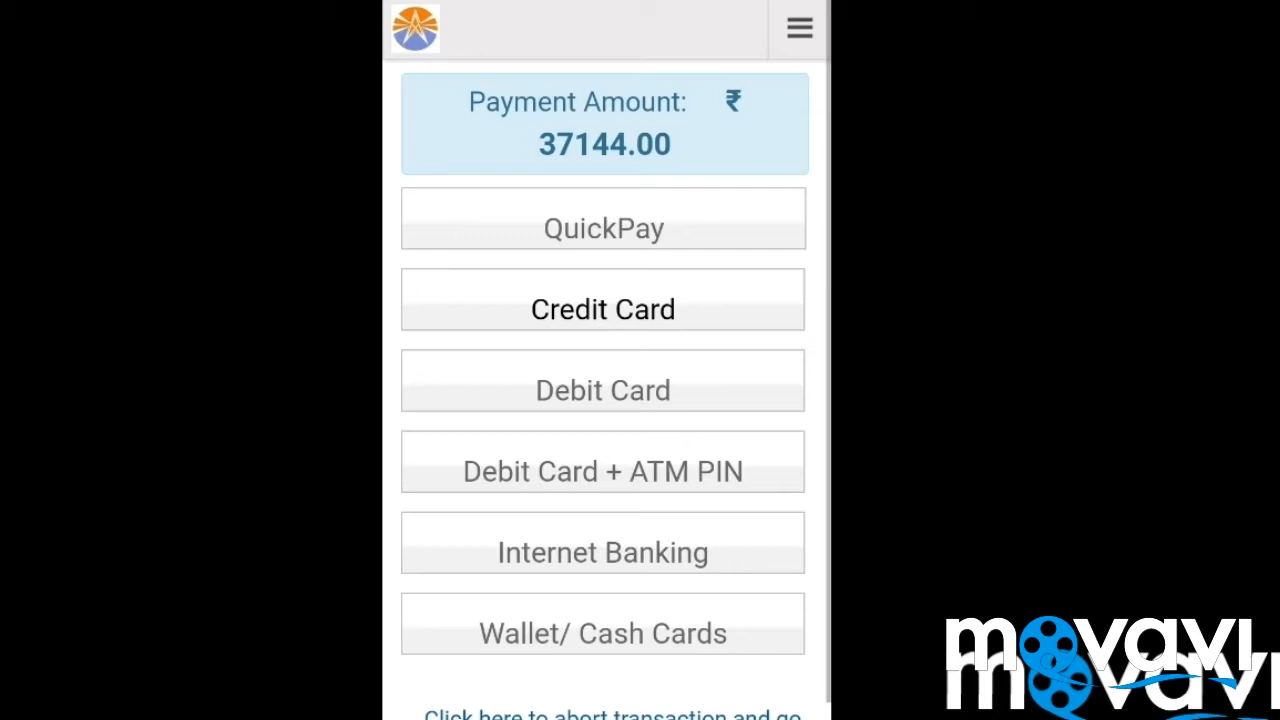 Payment Amount: ₹
37144.00
QuickPay
Credit Card
Debit Card
Debit Card + ATM PIN
Internet Banking
Wallet/ Cash Cards
Click here to abort transaction and go
movavi
movavi